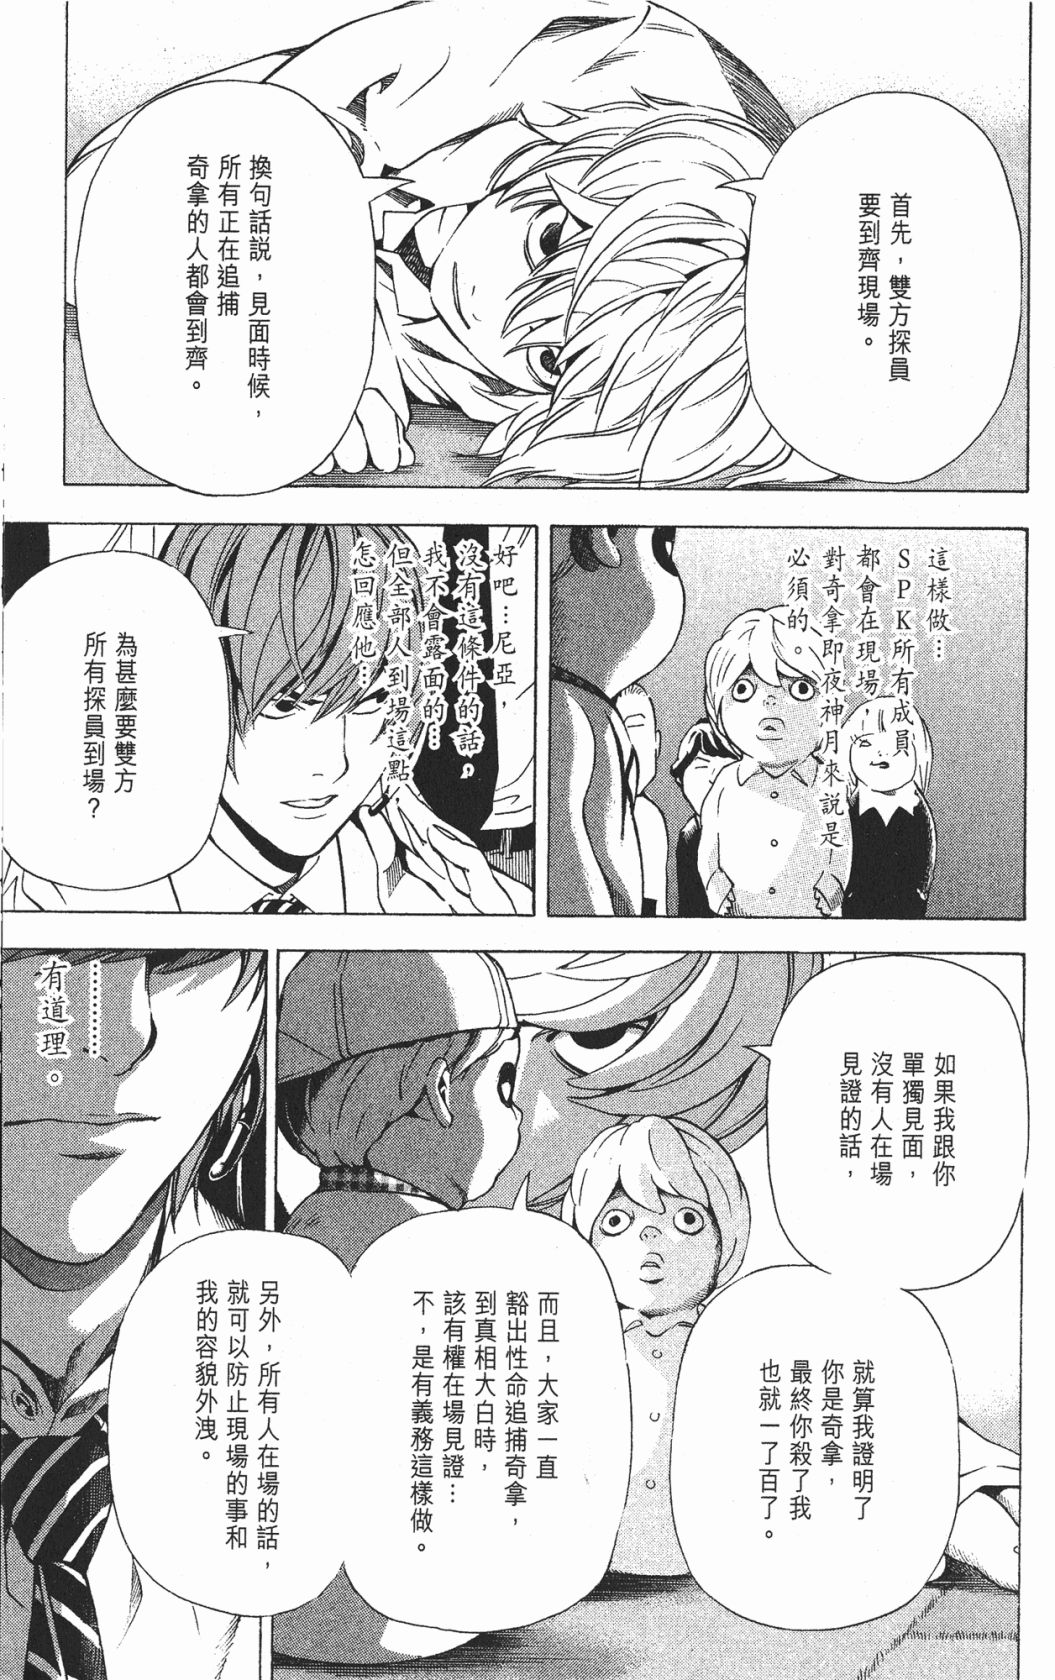 首先，雙方探員
要到齊現場。
換句話說，見面時候，
所有正在追捕
奇拿的人都會到齊。
這樣做…
SPK所有成員
都會在現場，
對奇拿即夜神月來說是
必須的。
好吧…尼亞，
沒有這條件的話，
我不會露面的…
但全部人到場這點
怎回應他…
為甚麼要雙方
所有探員到場？
如果我跟你
單獨見面，
沒有人在場
見證的話，
就算我證明了
你是奇拿，
最終你殺了我
也就一了百了。
而且，大家一直
豁出性命追捕奇拿，
到真相大白時，
該有權在場見證…
不，是有義務這樣做。
另外，所有人在場的話，
就可以防止現場的事和
我的容貌外洩。
…………
有道理。